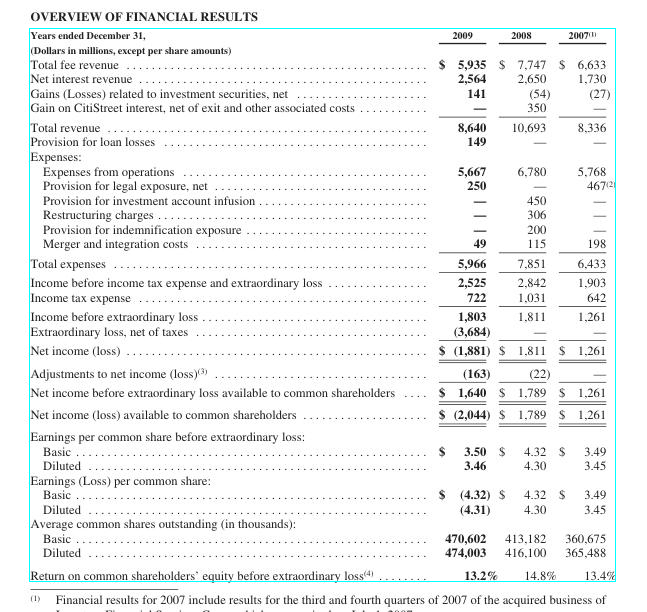 OVERVIEW OF FINANCIAL RESULTS
Years ended December 31, 2009 2008 2007(1)
(Dollars in millions, except per share amounts)
Total fee revenue $ 5,935 $ 7,747 $ 6,633
Net interest revenue 2,564 2,650 1,730
Gains (Losses) related to investment securities, net 141 (54) (27)
Gain on CitiStreet interest, net of exit and other associated costs — 350 —
Total revenue 8,640 10,693 8,336
Provision for loan losses 149 — —
Expenses:
Expenses from operations 5,667 6,780 5,768
Provision for legal exposure, net 250 — 467(2)
Provision for investment account infusion — 450 —
Restructuring charges — 306 —
Provision for indemnification exposure — 200 —
Merger and integration costs 49 115 198
Total expenses 5,966 7,851 6,433
Income before income tax expense and extraordinary loss 2,525 2,842 1,903
Income tax expense 722 1,031 642
Income before extraordinary loss 1,803 1,811 1,261
Extraordinary loss, net of taxes (3,684) — —
Net income (loss) $ (1,881) $ 1,811 $ 1,261
Adjustments to net income (loss)(3) (163) (22) —
Net income before extraordinary loss available to common shareholders $ 1,640 $ 1,789 $ 1,261
Net income (loss) available to common shareholders $ (2,044) $ 1,789 $ 1,261
Earnings per common share before extraordinary loss:
Basic $ 3.50 $ 4.32 $ 3.49
Diluted 3.46 4.30 3.45
Earnings (Loss) per common share:
Basic $ (4.32) $ 4.32 $ 3.49
Diluted (4.31) 4.30 3.45
Average common shares outstanding (in thousands):
Basic 470,602 413,182 360,675
Diluted 474,003 416,100 365,488
Return on common shareholders' equity before extraordinary loss(4) 13.2% 14.8% 13.4%
(1) Financial results for 2007 include results for the third and fourth quarters of 2007 of the acquired business of